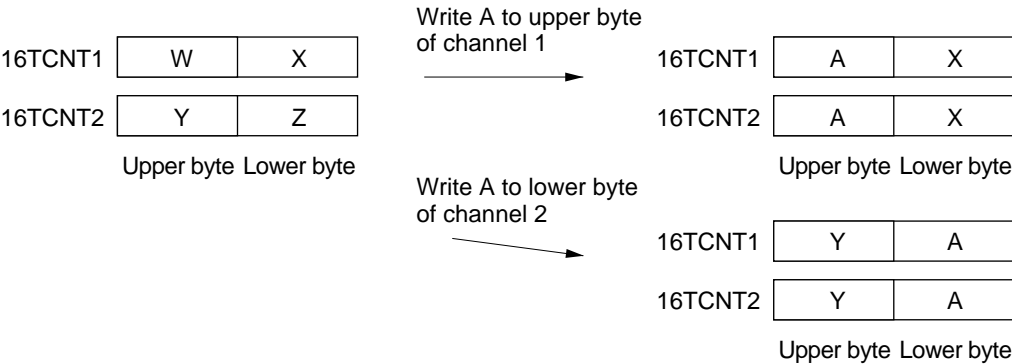 Write A to upper byte
of channel 1
16TCNT1 W X
16TCNT2 Y Z
Upper byte Lower byte
16TCNT1 A X
16TCNT2 A X
Upper byte Lower byte
Write A to lower byte
of channel 2
16TCNT1 Y A
16TCNT2 Y A
Upper byte Lower byte